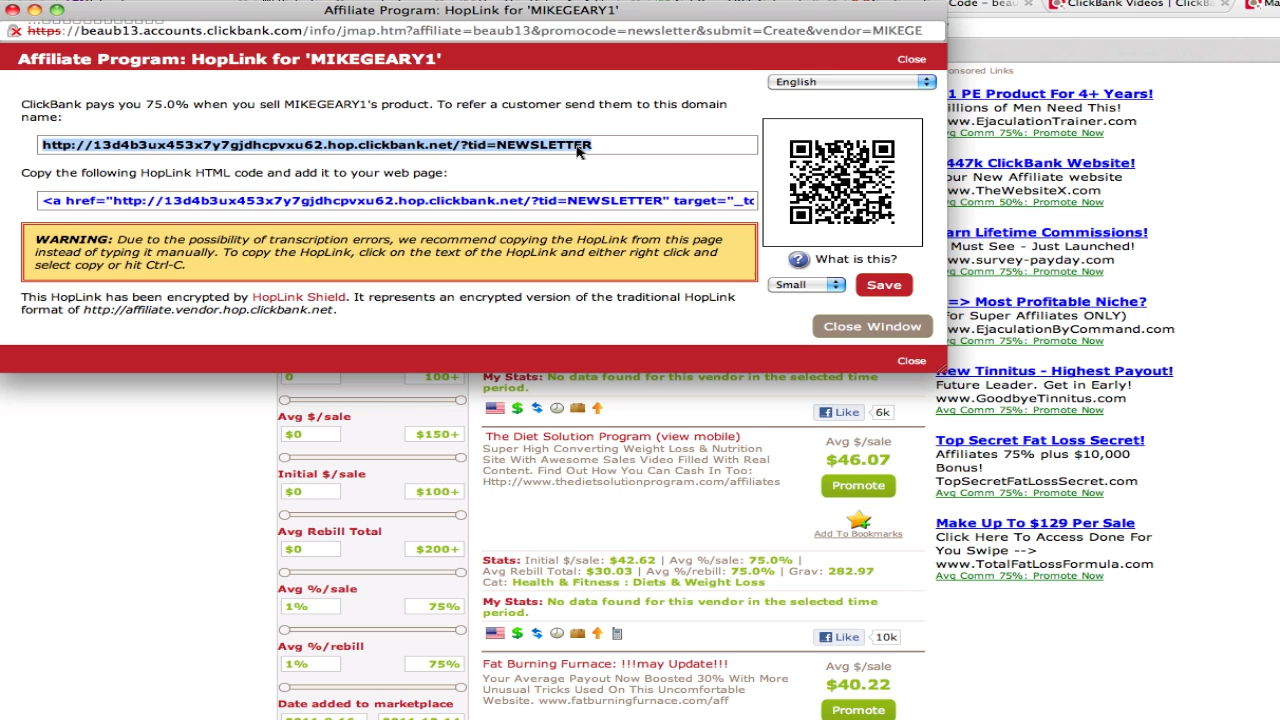 Affiliate Program: HopLink for 'MIKEGEARY1'
https://beaub13.accounts.clickbank.com/info/jmap.htm?affiliate=beaub13&promocode=newsletter&submit=Create&vendor=MIKEGE
Code – beau
ClickBank Videos | ClickB
Affiliate Program: HopLink for 'MIKEGEARY1'
Close
English
ClickBank pays you 75.0% when you sell MIKEGEARY1's product. To refer a customer send them to this domain
name:
http://13d4b3ux453x7y7gjdhcpvxu62.hop.clickbank.net/?tid=NEWSLETTER
Copy the following HopLink HTML code and add it to your web page:
<a href="http://13d4b3ux453x7y7gjdhcpvxu62.hop.clickbank.net/?tid=NEWSLETTER" target="_to
WARNING: Due to the possibility of transcription errors, we recommend copying the HopLink from this page
instead of typing it manually. To copy the HopLink, click on the text of the HopLink and either right click and
select copy or hit Ctrl-C.
This HopLink has been encrypted by HopLink Shield. It represents an encrypted version of the traditional HopLink
format of http://affiliate.vendor.hop.clickbank.net.
What is this?
Small
Save
Close Window
Close
onsored Links
1 PE Product For 4+ Years!
illions of Men Need This!
www.EjaculationTrainer.com
Avg Comm 75%: Promote Now
447k ClickBank Website!
our New Affiliate website
www.TheWebsiteX.com
Avg Comm 50%: Promote Now
arn Lifetime Commissions!
Must See - Just Launched!
www.survey-payday.com
Avg Comm 75%: Promote Now
=> Most Profitable Niche?
for Super Affiliates ONLY)
www.EjaculationByCommand.com
Avg Comm 75%: Promote Now
New Tinnitus - Highest Payout!
Future Leader. Get in Early!
www.GoodbyeTinnitus.com
Avg Comm 75%: Promote Now
Top Secret Fat Loss Secret!
Affiliates 75% plus $10,000
Bonus!
TopSecretFatLossSecret.com
Avg Comm 75%: Promote Now
Make Up To $129 Per Sale
Click Here To Access Done For
You Swipe -->
www.TotalFatLossFormula.com
Avg Comm 75%: Promote Now
0 100+
Avg $/sale
$0 $150+
Initial $/sale
$0 $100+
Avg Rebill Total
$0 $200+
Avg %/sale
1% 75%
Avg %/rebill
1% 75%
Date added to marketplace
My Stats: No data found for this vendor in the selected time
period.
Like 6k
The Diet Solution Program (view mobile)
Super High Converting Weight Loss & Nutrition
Site With Awesome Sales Video Filled With Real
Content. Find Out How You Can Cash In Too:
Http://www.thedietsolutionprogram.com/affiliates
Avg $/sale
$46.07
Promote
Add To Bookmarks
Stats: Initial $/sale: $42.62 | Avg %/sale: 75.0% |
Avg Rebill Total: $30.03 | Avg %/rebill: 75.0% | Grav: 282.97
Cat: Health & Fitness : Diets & Weight Loss
My Stats: No data found for this vendor in the selected time
period.
Like 10k
Fat Burning Furnace: !!!may Update!!!
Your Average Payout Now Boosted 30% With More
Unusual Tricks Used On This Uncomfortable
Website. www.fatburningfurnace.com/aff
Avg $/sale
$40.22
Promote